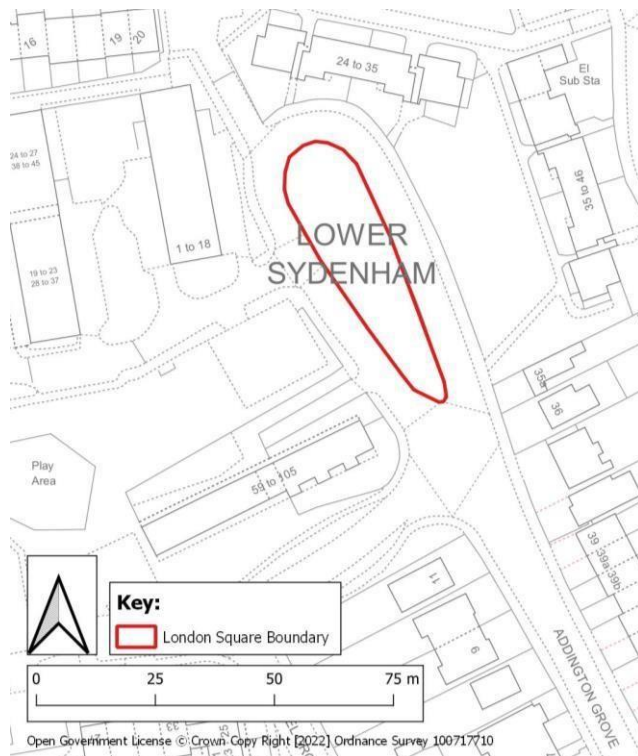 16
19
20
24 to 35
El
Sub Sta
24 to 27
38 to 45
1 to 18
35 to 46
LOWER
SYDENHAM
19 to 23
28 to 37
35a
36
Play
Area
59 to 105
39
39a
39b
11
9
ADDINGTON GROVE
Key:
London Square Boundary
0 25 50 75 m
Open Government License © Crown Copy Right [2022] Ordnance Survey 100717710